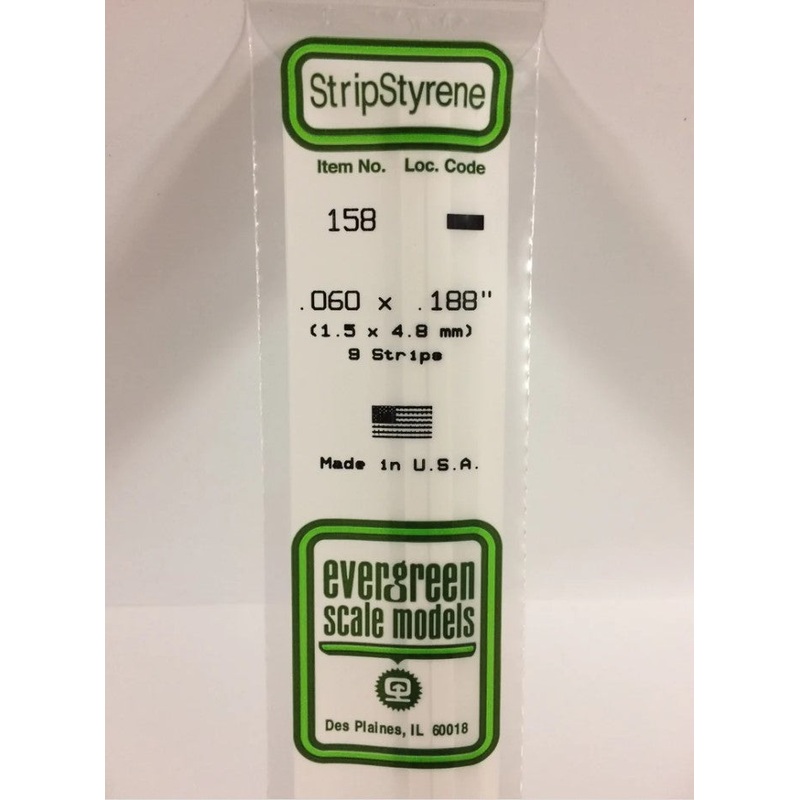 StripStyrene
Item No. Loc. Code
158
.060 x .188"
(1.5 x 4.8 mm)
9 Strips
Made in U.S.A.
evergreen
scale models
Des Plaines, IL 60018